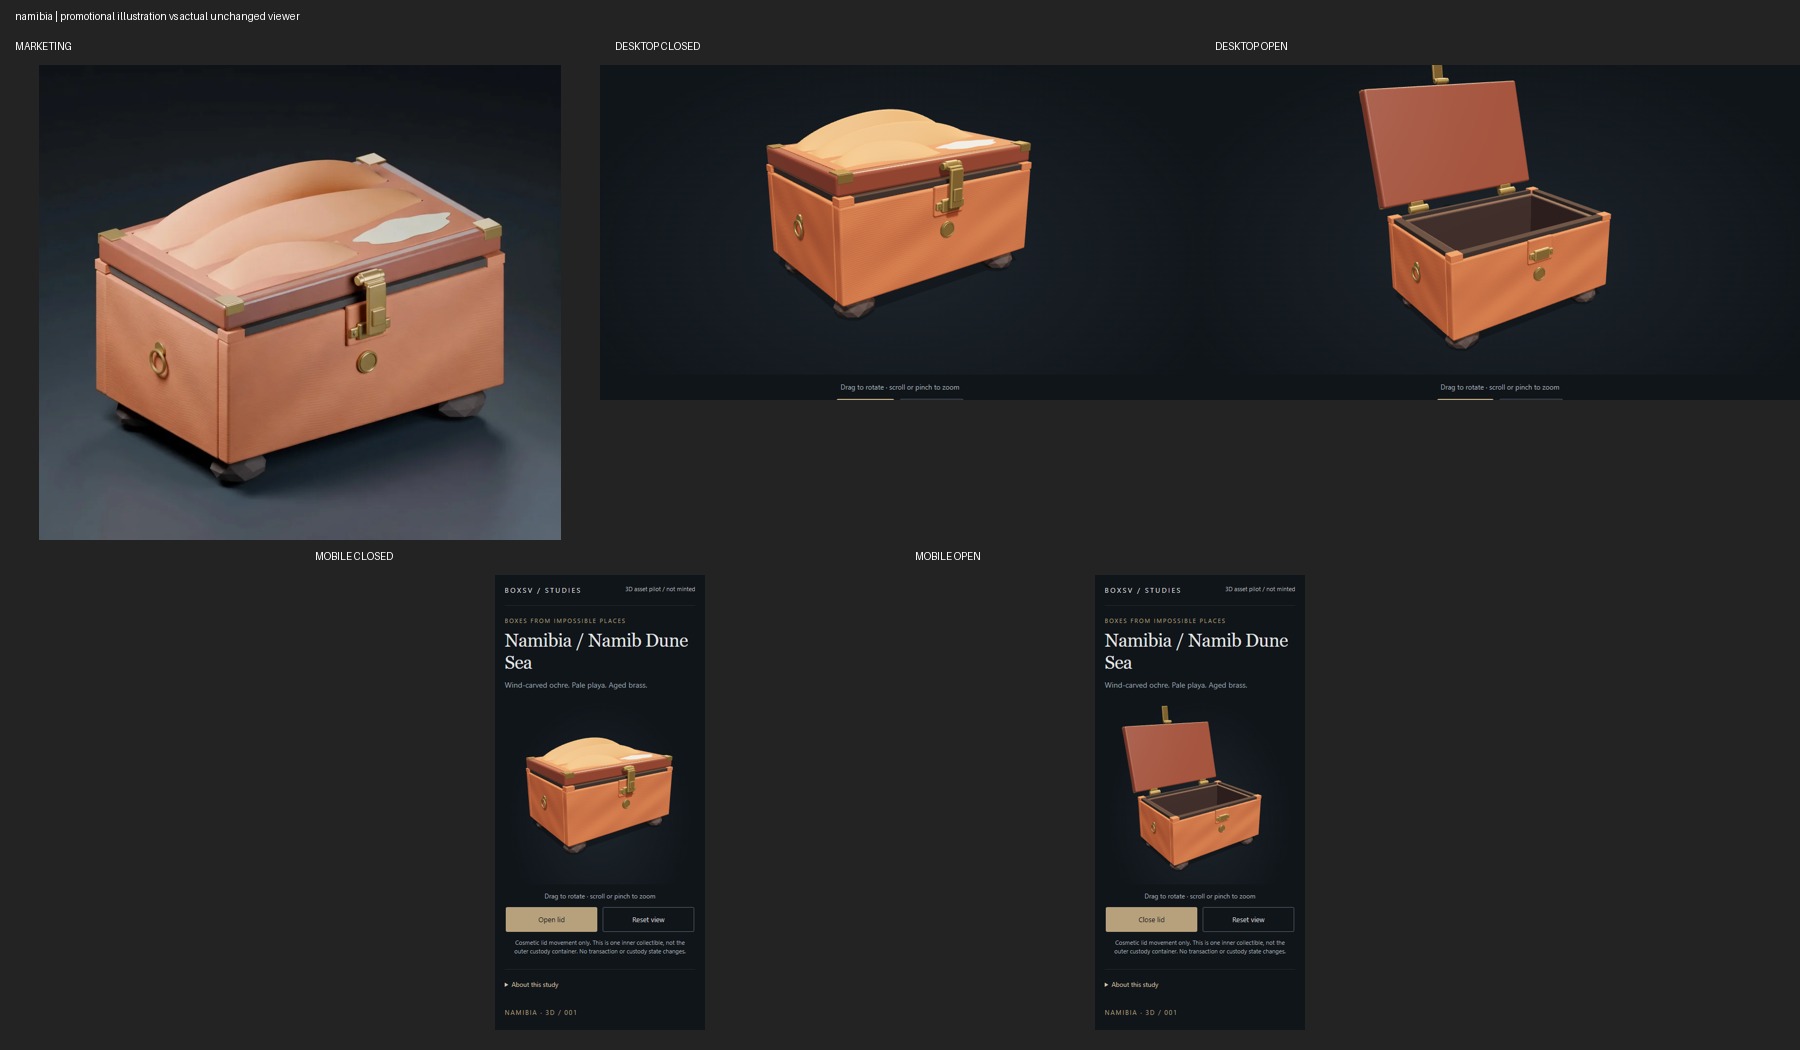 namibia | promotional illustration vs actual unchanged viewer
MARKETING
DESKTOP CLOSED
DESKTOP OPEN
Drag to rotate · scroll or pinch to zoom
Drag to rotate · scroll or pinch to zoom
MOBILE CLOSED
MOBILE OPEN
BOXSV / STUDIES
3D asset pilot / not minted
BOXES FROM IMPOSSIBLE PLACES
Namibia / Namib Dune
Sea
Wind-carved ochre. Pale playa. Aged brass.
Drag to rotate · scroll or pinch to zoom
Open lid
Reset view
Cosmetic lid movement only. This is one inner collectible, not the
outer custody container. No transaction or custody state changes.
▶ About this study
NAMIBIA · 3D / 001
BOXSV / STUDIES
3D asset pilot / not minted
BOXES FROM IMPOSSIBLE PLACES
Namibia / Namib Dune
Sea
Wind-carved ochre. Pale playa. Aged brass.
Drag to rotate · scroll or pinch to zoom
Close lid
Reset view
Cosmetic lid movement only. This is one inner collectible, not the
outer custody container. No transaction or custody state changes.
▶ About this study
NAMIBIA · 3D / 001